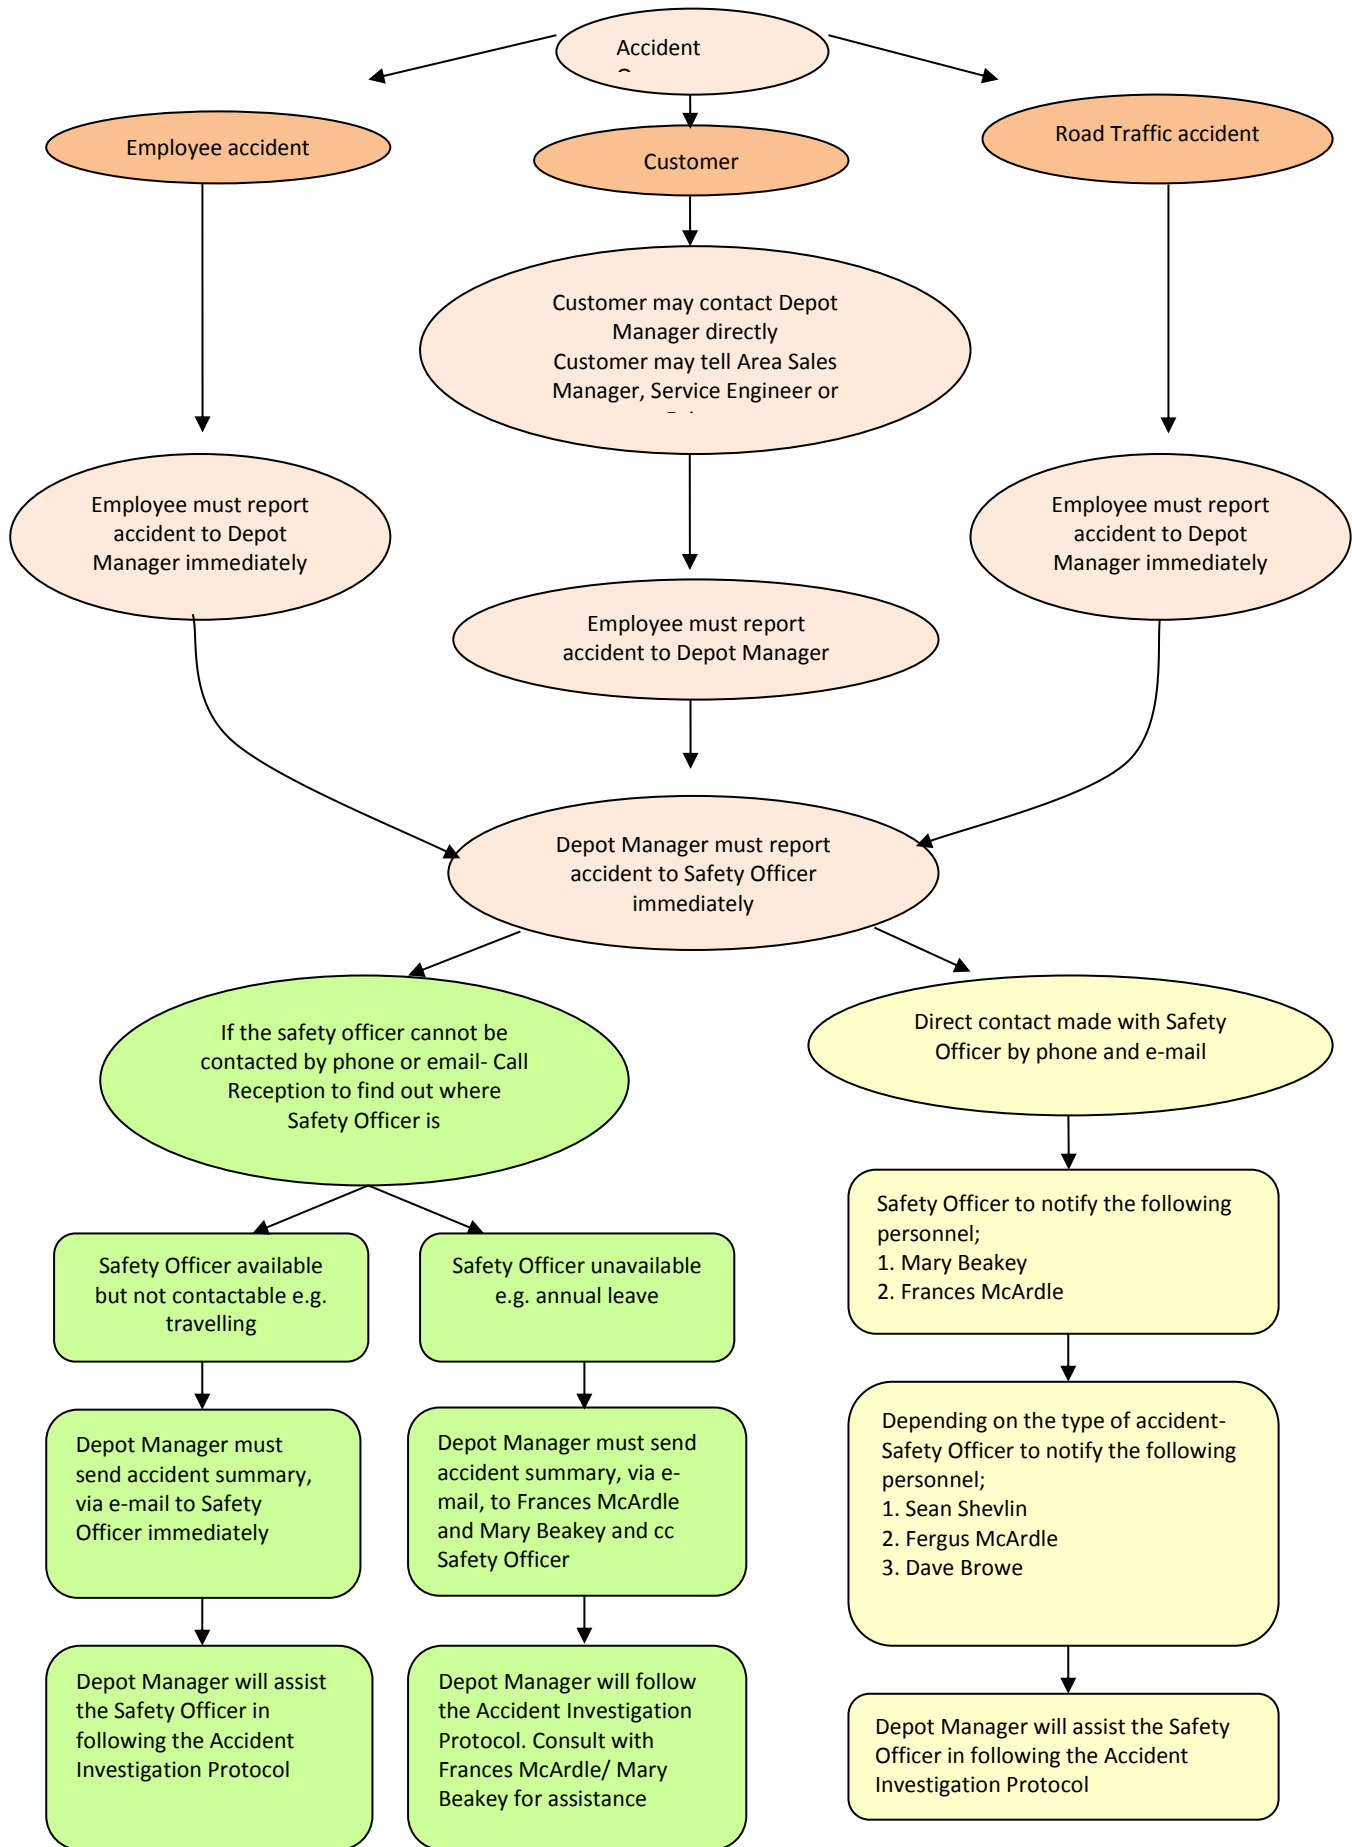 Accident
Employee accident
Customer
Road Traffic accident
Customer may contact Depot
Manager directly
Customer may tell Area Sales
Manager, Service Engineer or
Employee must report
accident to Depot
Manager immediately
Employee must report
accident to Depot
Manager immediately
Employee must report
accident to Depot Manager
Depot Manager must report
accident to Safety Officer
immediately
If the safety officer cannot be
contacted by phone or email- Call
Reception to find out where
Safety Officer is
Direct contact made with Safety
Officer by phone and e-mail
Safety Officer available
but not contactable e.g.
travelling
Safety Officer unavailable
e.g. annual leave
Safety Officer to notify the following
personnel;
1. Mary Beakey
2. Frances McArdle
Depot Manager must
send accident summary,
via e-mail to Safety
Officer immediately
Depot Manager must send
accident summary, via e-
mail, to Frances McArdle
and Mary Beakey and cc
Safety Officer
Depending on the type of accident-
Safety Officer to notify the following
personnel;
1. Sean Shevlin
2. Fergus McArdle
3. Dave Browe
Depot Manager will assist
the Safety Officer in
following the Accident
Investigation Protocol
Depot Manager will follow
the Accident Investigation
Protocol. Consult with
Frances McArdle/ Mary
Beakey for assistance
Depot Manager will assist the Safety
Officer in following the Accident
Investigation Protocol